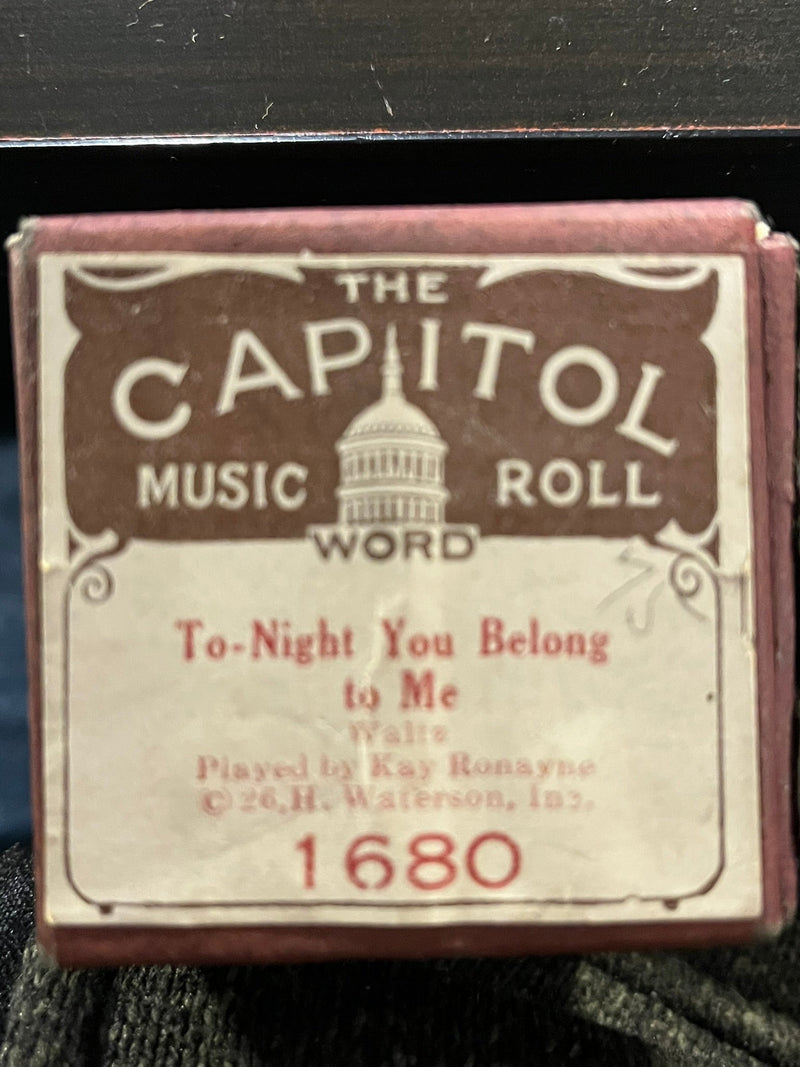 THE
CAPITOL
MUSIC ROLL
WORD
To-Night You Belong
to Me
Waltz
Played by Kay Ronayne
© 26, H. Waterson, Inc.
1680